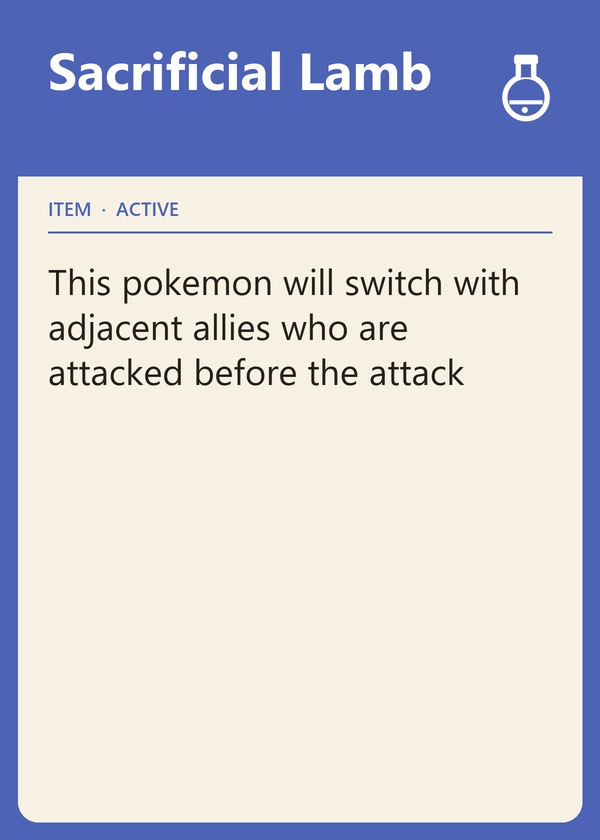 Sacrificial Lamb
ITEM · ACTIVE
This pokemon will switch with
adjacent allies who are
attacked before the attack